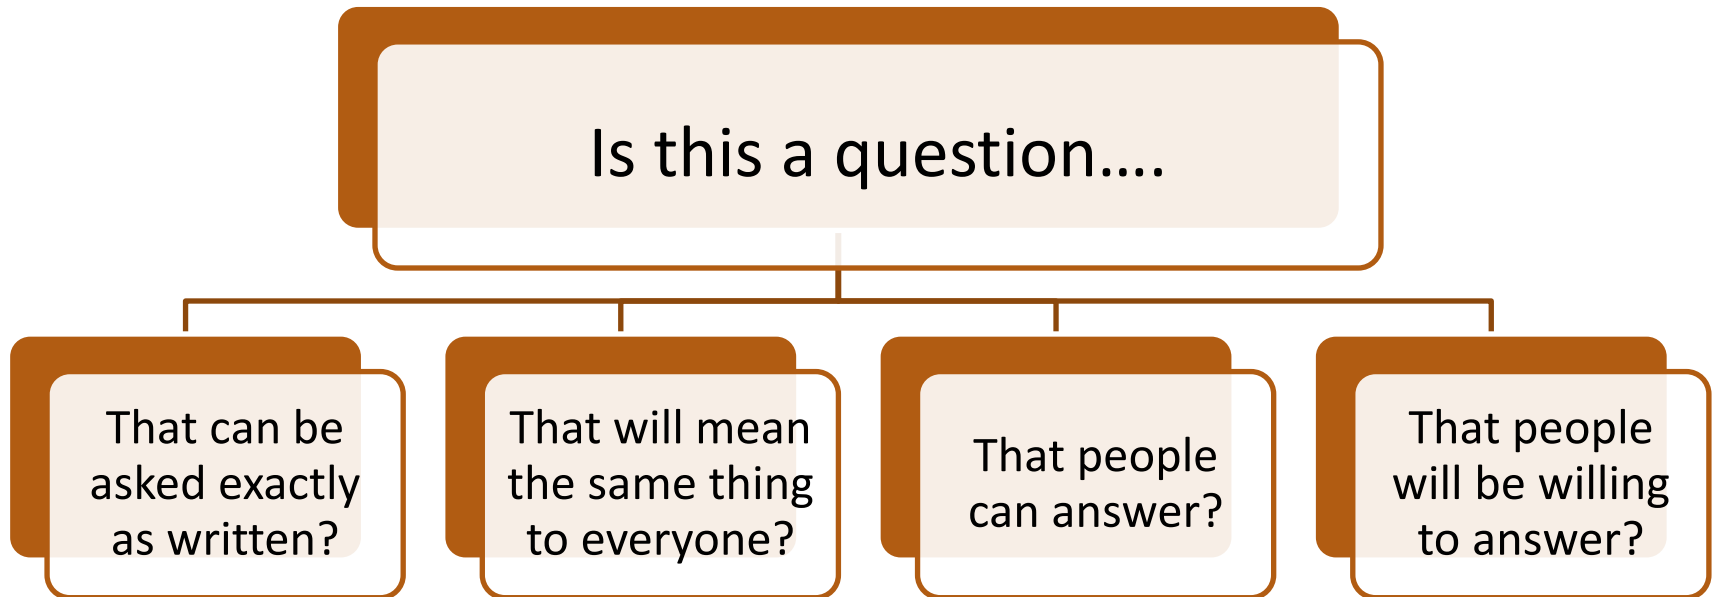 Is this a question....
That can be
asked exactly
as written?
That will mean
the same thing
to everyone?
That people
can answer?
That people
will be willing
to answer?